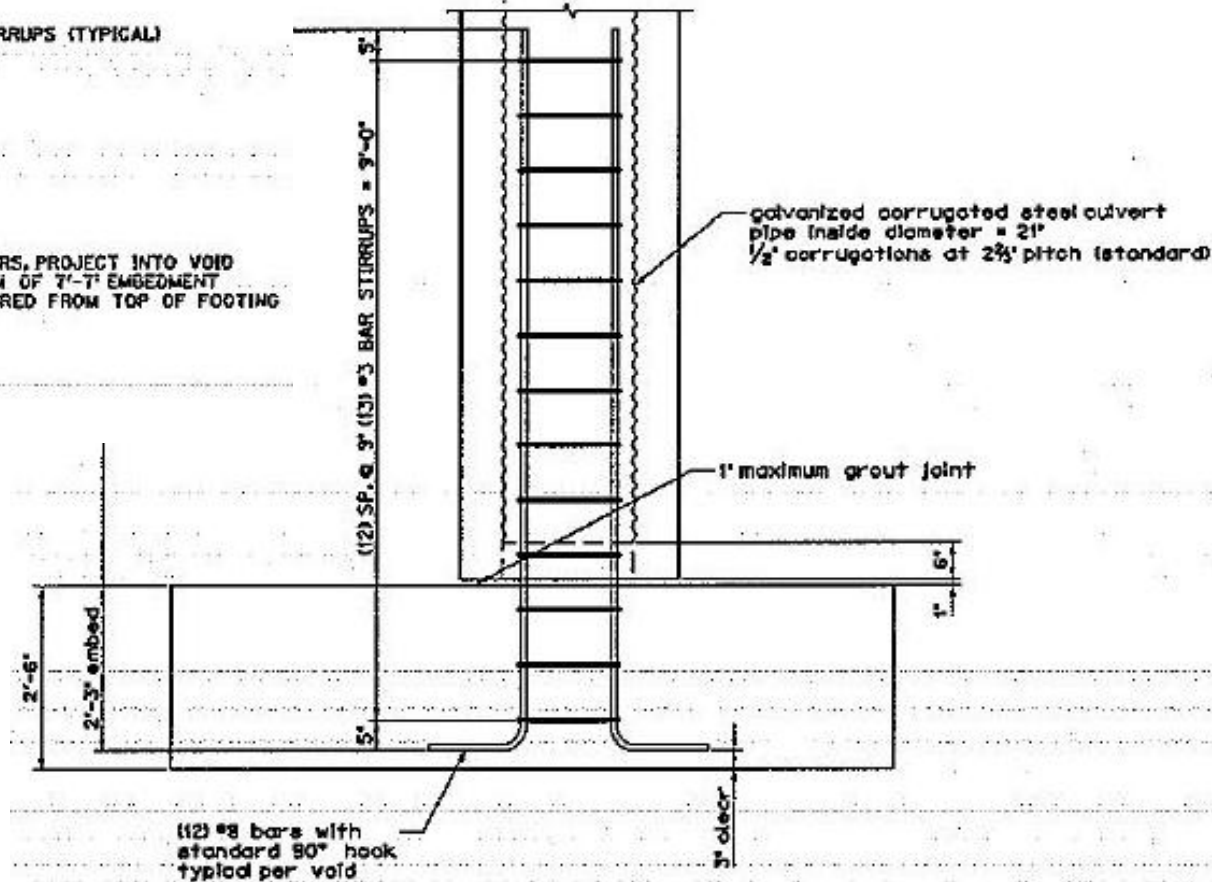 RRUPS (TYPICAL)
5"
(12) SP. @ 9" (13) #3 BAR STIRRUPS = 9'-0"
galvanized corrugated steel culvert
pipe inside diameter = 21"
1/2" corrugations at 2 2/3" pitch (standard)
RS, PROJECT INTO VOID
OF 7'-7" EMBEDMENT
RED FROM TOP OF FOOTING
1" maximum grout joint
6"
1"
2'-6"
2'-3" embed
5"
3" clear
(12) #8 bars with
standard 90° hook
typical per void